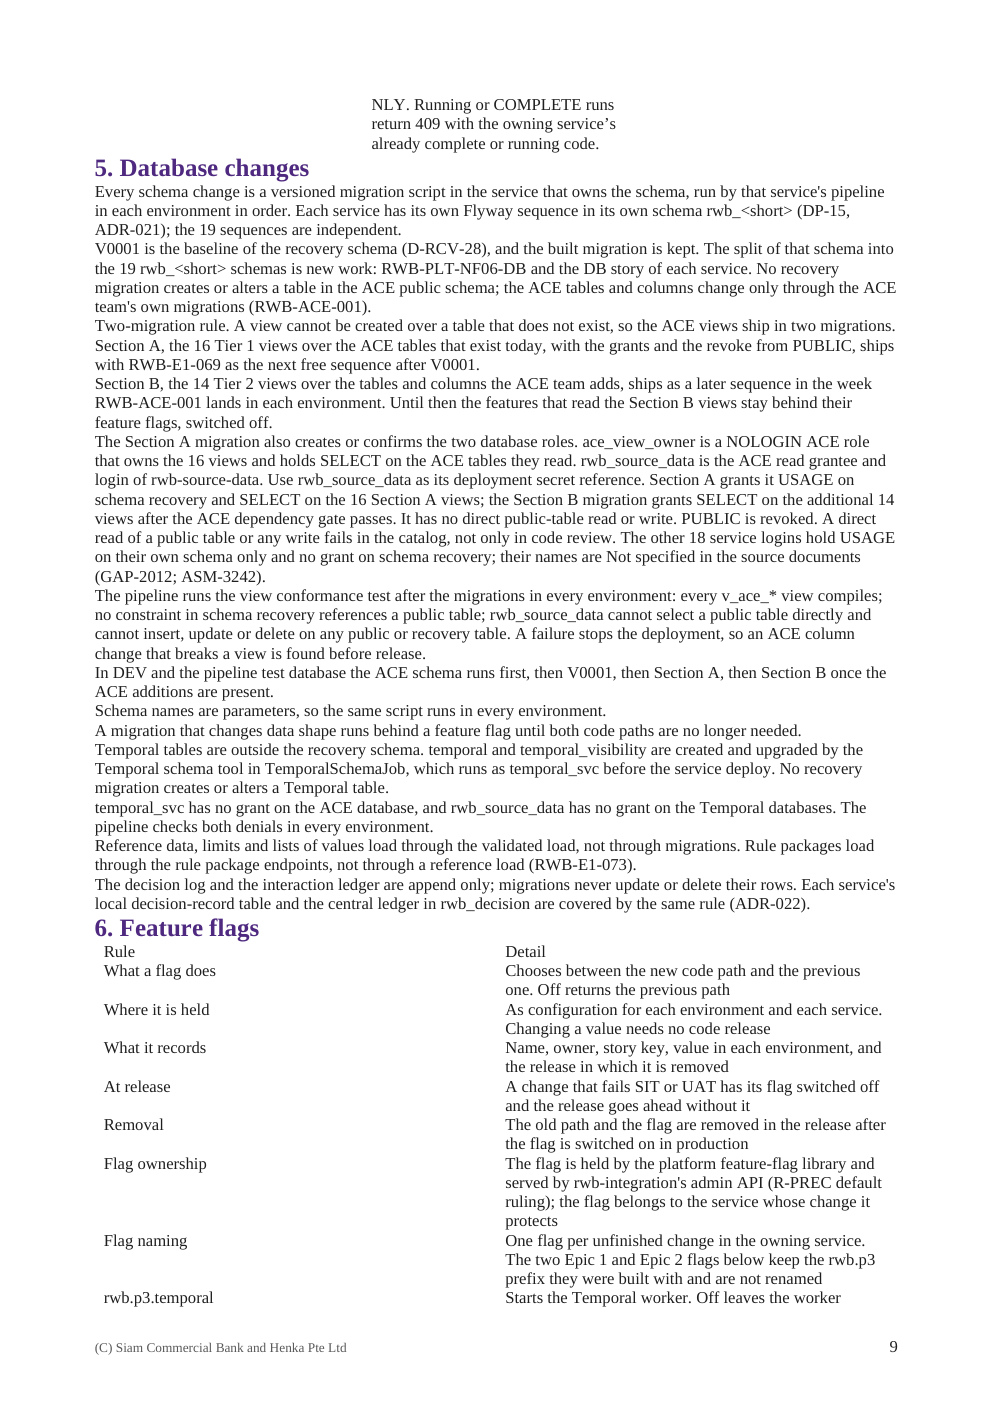 NLY. Running or COMPLETE runs
return 409 with the owning service’s
already complete or running code.
5. Database changes
Every schema change is a versioned migration script in the service that owns the schema, run by that service's pipeline
in each environment in order. Each service has its own Flyway sequence in its own schema rwb_<short> (DP-15,
ADR-021); the 19 sequences are independent.
V0001 is the baseline of the recovery schema (D-RCV-28), and the built migration is kept. The split of that schema into
the 19 rwb_<short> schemas is new work: RWB-PLT-NF06-DB and the DB story of each service. No recovery
migration creates or alters a table in the ACE public schema; the ACE tables and columns change only through the ACE
team's own migrations (RWB-ACE-001).
Two-migration rule. A view cannot be created over a table that does not exist, so the ACE views ship in two migrations.
Section A, the 16 Tier 1 views over the ACE tables that exist today, with the grants and the revoke from PUBLIC, ships
with RWB-E1-069 as the next free sequence after V0001.
Section B, the 14 Tier 2 views over the tables and columns the ACE team adds, ships as a later sequence in the week
RWB-ACE-001 lands in each environment. Until then the features that read the Section B views stay behind their
feature flags, switched off.
The Section A migration also creates or confirms the two database roles. ace_view_owner is a NOLOGIN ACE role
that owns the 16 views and holds SELECT on the ACE tables they read. rwb_source_data is the ACE read grantee and
login of rwb-source-data. Use rwb_source_data as its deployment secret reference. Section A grants it USAGE on
schema recovery and SELECT on the 16 Section A views; the Section B migration grants SELECT on the additional 14
views after the ACE dependency gate passes. It has no direct public-table read or write. PUBLIC is revoked. A direct
read of a public table or any write fails in the catalog, not only in code review. The other 18 service logins hold USAGE
on their own schema only and no grant on schema recovery; their names are Not specified in the source documents
(GAP-2012; ASM-3242).
The pipeline runs the view conformance test after the migrations in every environment: every v_ace_* view compiles;
no constraint in schema recovery references a public table; rwb_source_data cannot select a public table directly and
cannot insert, update or delete on any public or recovery table. A failure stops the deployment, so an ACE column
change that breaks a view is found before release.
In DEV and the pipeline test database the ACE schema runs first, then V0001, then Section A, then Section B once the
ACE additions are present.
Schema names are parameters, so the same script runs in every environment.
A migration that changes data shape runs behind a feature flag until both code paths are no longer needed.
Temporal tables are outside the recovery schema. temporal and temporal_visibility are created and upgraded by the
Temporal schema tool in TemporalSchemaJob, which runs as temporal_svc before the service deploy. No recovery
migration creates or alters a Temporal table.
temporal_svc has no grant on the ACE database, and rwb_source_data has no grant on the Temporal databases. The
pipeline checks both denials in every environment.
Reference data, limits and lists of values load through the validated load, not through migrations. Rule packages load
through the rule package endpoints, not through a reference load (RWB-E1-073).
The decision log and the interaction ledger are append only; migrations never update or delete their rows. Each service's
local decision-record table and the central ledger in rwb_decision are covered by the same rule (ADR-022).
6. Feature flags
Rule Detail
What a flag does Chooses between the new code path and the previous
one. Off returns the previous path
Where it is held As configuration for each environment and each service.
Changing a value needs no code release
What it records Name, owner, story key, value in each environment, and
the release in which it is removed
At release A change that fails SIT or UAT has its flag switched off
and the release goes ahead without it
Removal The old path and the flag are removed in the release after
the flag is switched on in production
Flag ownership The flag is held by the platform feature-flag library and
served by rwb-integration's admin API (R-PREC default
ruling); the flag belongs to the service whose change it
protects
Flag naming One flag per unfinished change in the owning service.
The two Epic 1 and Epic 2 flags below keep the rwb.p3
prefix they were built with and are not renamed
rwb.p3.temporal Starts the Temporal worker. Off leaves the worker
(C) Siam Commercial Bank and Henka Pte Ltd 9